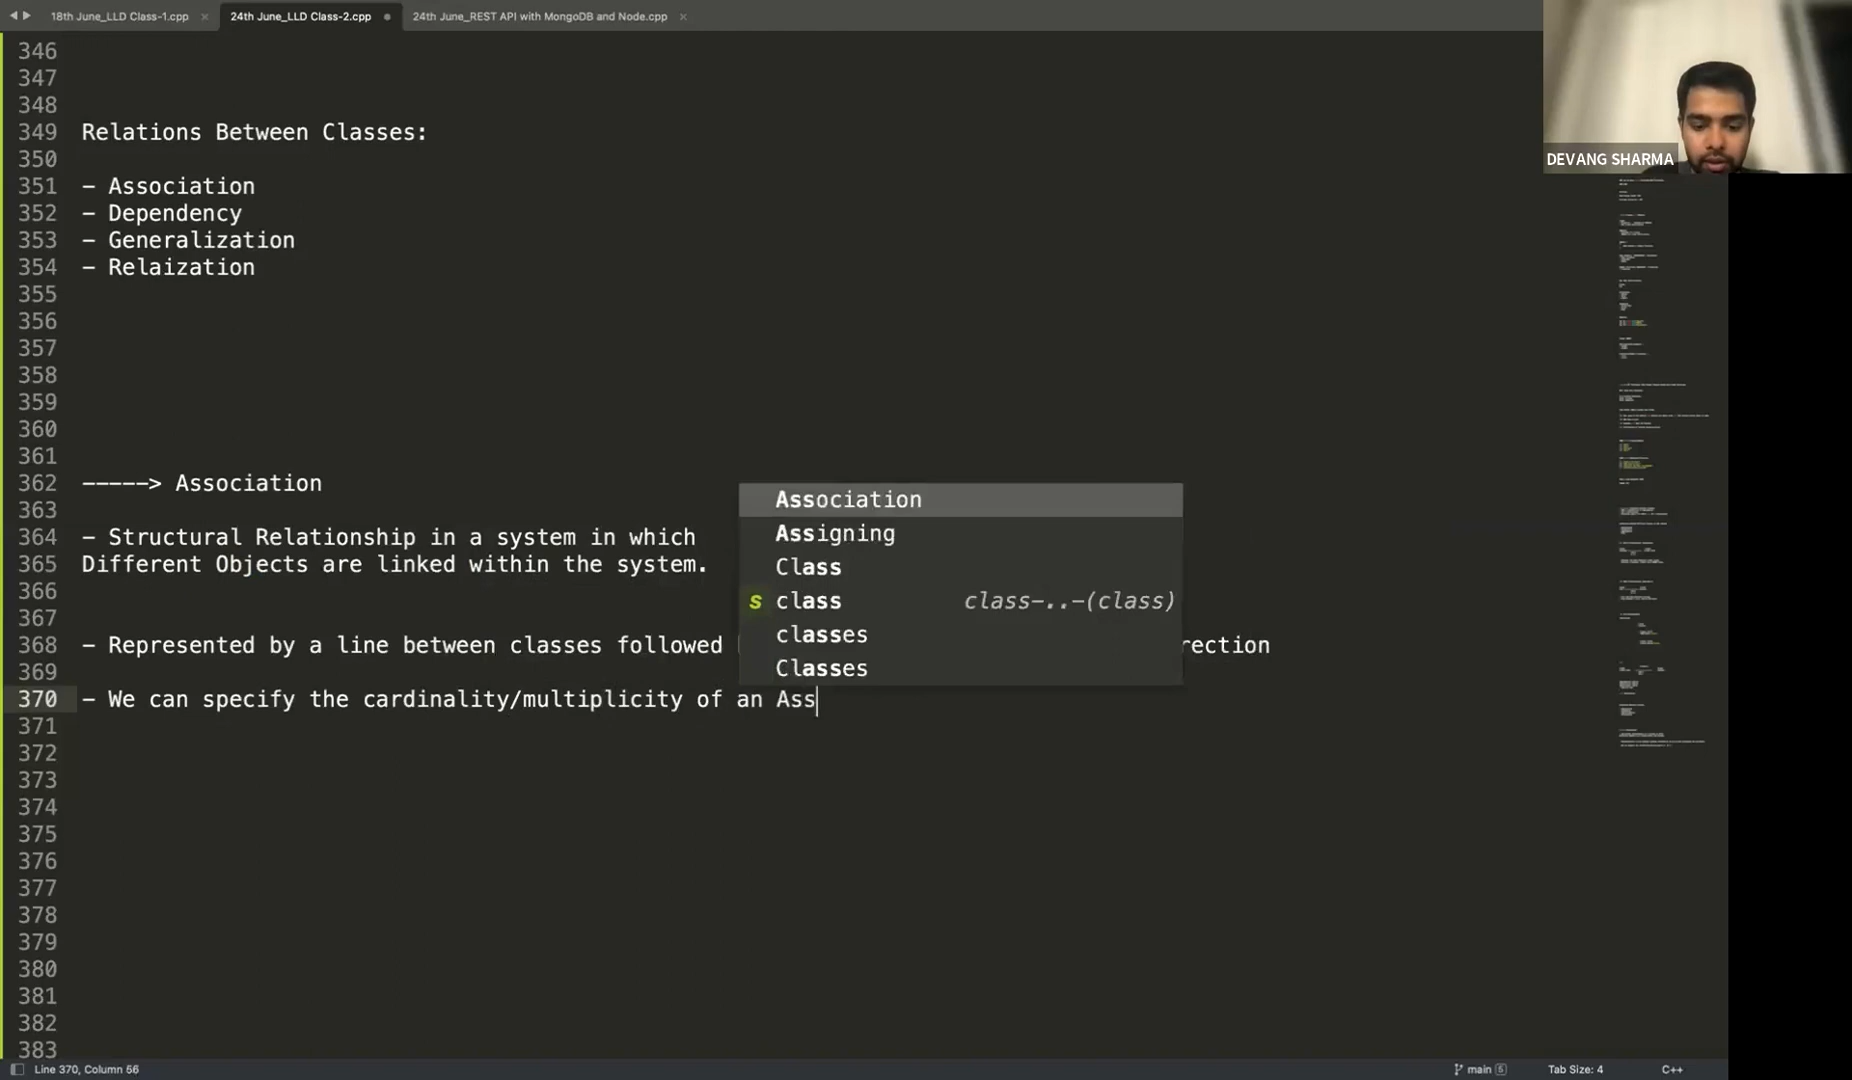 18th June_LLD Class-1.cpp
24th June_LLD Class-2.cpp
24th June_REST API with MongoDB and Node.cpp
DEVANG SHARMA
346
347
348
349 Relations Between Classes:
350
351 - Association
352 - Dependency
353 - Generalization
354 - Relaization
355
356
357
358
359
360
361
362 -----> Association
363
364 - Structural Relationship in a system in which
365 Different Objects are linked within the system.
366
367
368 - Represented by a line between classes followed rection
369
370 - We can specify the cardinality/multiplicity of an Ass
371
372
373
374
375
376
377
378
379
380
381
382
383
Association
Assigning
Class
s class class-..-(class)
classes
Classes
Line 370, Column 56
main 5
Tab Size: 4
C++